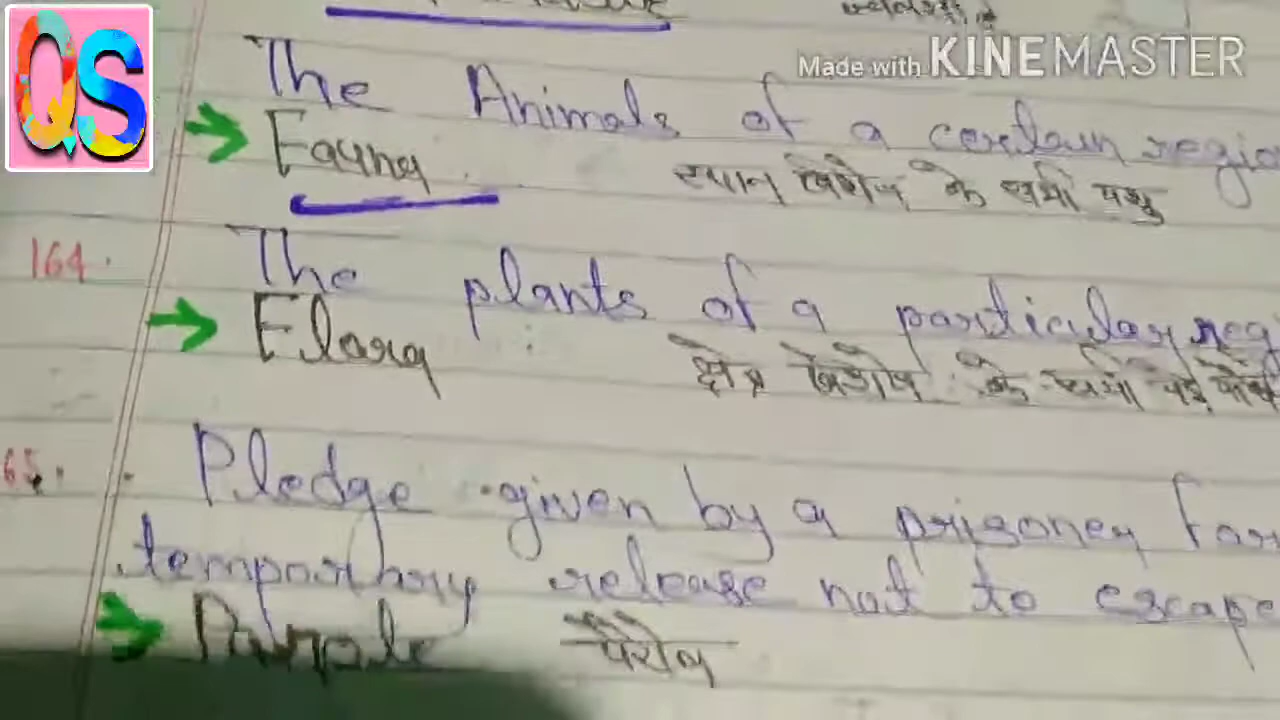 QS
Made with KINEMASTER
The Animals of a certain regio
Fauna
स्थान विशेष के सभी पशु
164.
The plants of a particular reg
Flora
क्षेत्र विशेष के सभी पेड़ पौध
65.
Pledge given by a prisoner for
temporary release not to escape
Parole पैरोल